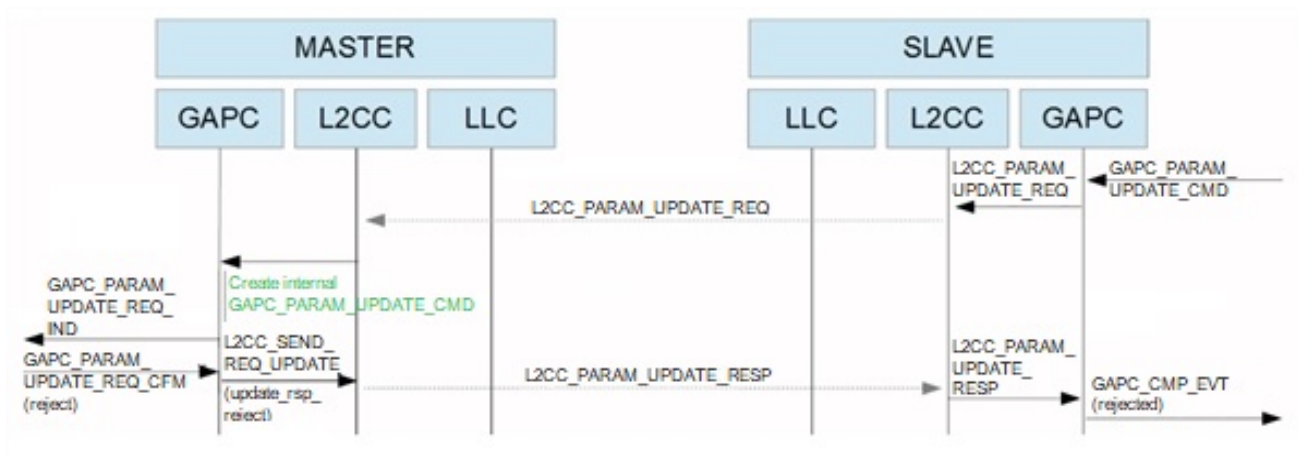 MASTER
SLAVE
GAPC
L2CC
LLC
LLC
L2CC
GAPC
L2CC_PARAM_
UPDATE_REQ
GAPC_PARAM_
UPDATE_CMD
L2CC_PARAM_UPDATE_REQ
Create internal
GAPC_PARAM_UPDATE_CMD
GAPC_PARAM_
UPDATE_REQ_
IND
L2CC_SEND_
REQ_UPDATE
(update_rsp_
reject)
GAPC_PARAM_
UPDATE_REQ_CFM
(reject)
L2CC_PARAM_UPDATE_RESP
L2CC_PARAM_
UPDATE_
RESP
GAPC_CMP_EVT
(rejected)